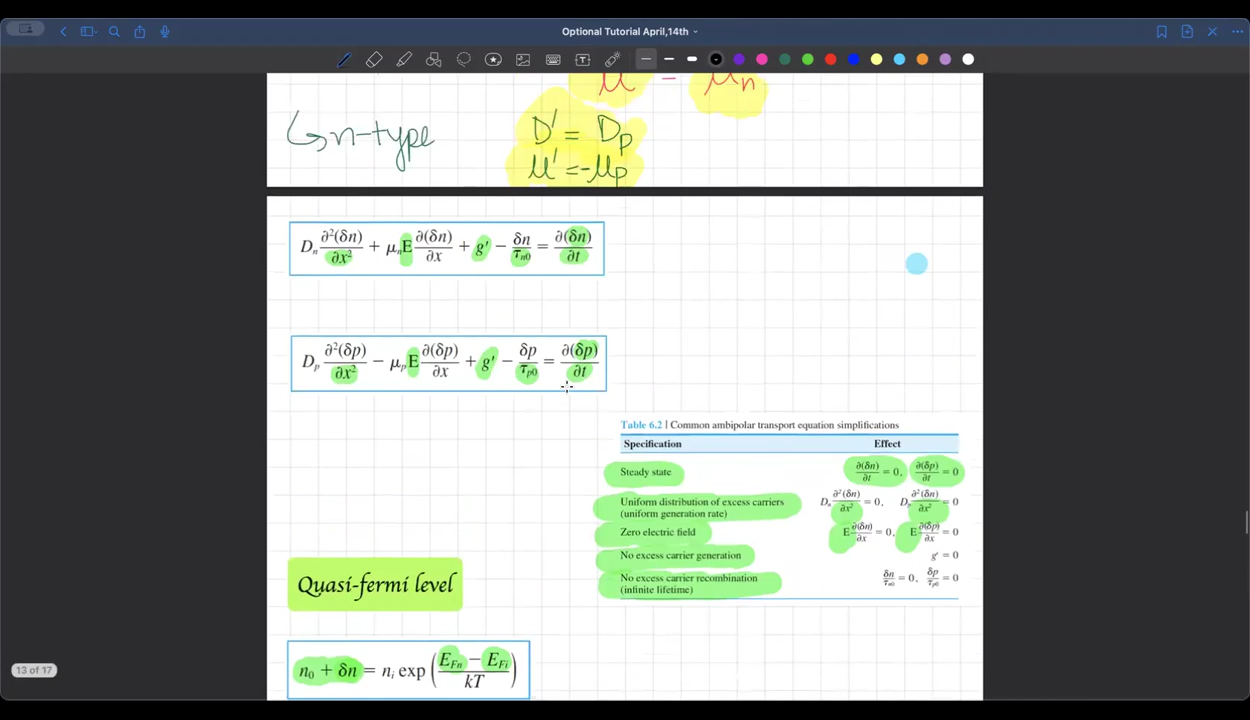 Optional Tutorial April,14th
μ' = μn
↳ n-type
D' = Dp
μ' = -μp
Dn ∂²(δn)/∂x² + μnE ∂(δn)/∂x + g' − δn/τn0 = ∂(δn)/∂t
Dp ∂²(δp)/∂x² − μpE ∂(δp)/∂x + g' − δp/τp0 = ∂(δp)/∂t
Table 6.2 | Common ambipolar transport equation simplifications
Specification Effect
Steady state ∂(δn)/∂t = 0, ∂(δp)/∂t = 0
Uniform distribution of excess carriers
(uniform generation rate) Dn ∂²(δn)/∂x² = 0, Dp ∂²(δn)/∂x² = 0
Zero electric field E ∂(δn)/∂x = 0, E ∂(δp)/∂x = 0
No excess carrier generation g' = 0
No excess carrier recombination
(infinite lifetime) δn/τn0 = 0, δp/τp0 = 0
Quasi-fermi level
n0 + δn = ni exp((EFn − EFi)/kT)
13 of 17